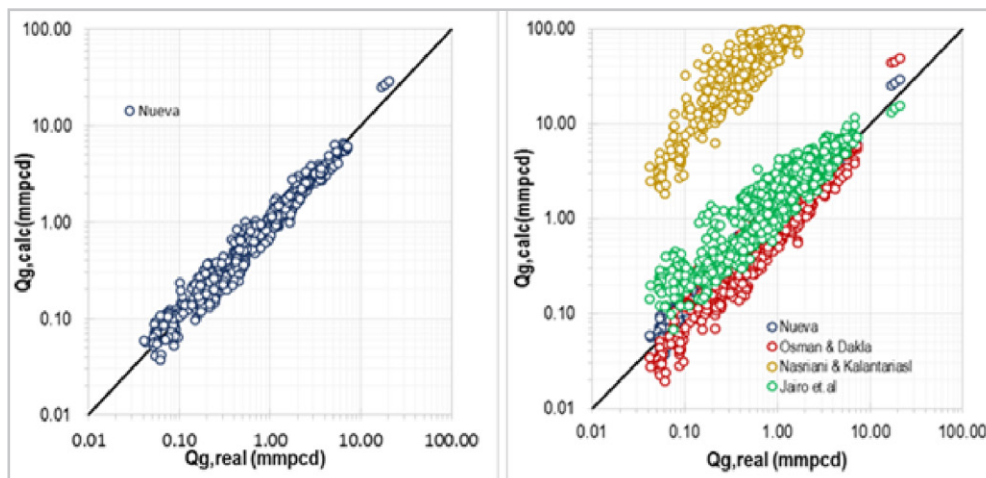 100.00
10.00
1.00
0.10
0.01
Qg,calc(mmpcd)
Nueva
0.01 0.10 1.00 10.00 100.00
Qg,real (mmpcd)
100.00
10.00
1.00
0.10
0.01
Qg,calc(mmpcd)
Nueva
Osman & Dakla
Nasriani & Kalantariasl
Jairo et.al
0.01 0.10 1.00 10.00 100.00
Qg,real (mmpcd)